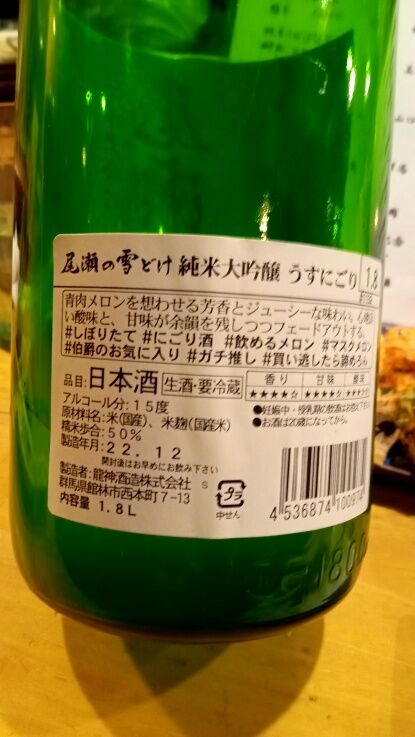 尾瀬の雪どけ 純米大吟醸 うすにごり 1.8
青肉メロンを想わせる芳香とジューシーな味わい。心地よ
い酸味と、甘味が余韻を残しつつフェードアウトする。
#しぼりたて #にごり酒 #飲めるメロン #マスクメロン
#伯爵のお気に入り #ガチ推し #買い逃したら諦めろん
品目:日本酒 生酒・要冷蔵
香り 甘味 酸味
★★★★☆ ★★★★☆
アルコール分:15度
原材料名:米(国産)、米麹(国産米)
精米歩合:50%
製造年月:22.12
開封後はお早めにお飲み下さい
製造者:龍神酒造株式会社 S
群馬県館林市西本町7-13
内容量 1.8L
●お酒は20歳になってから。
プラ
中せん
4 536874 10091